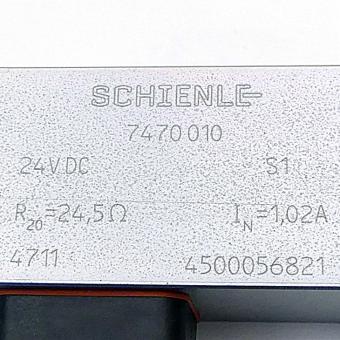 SCHIENLE
7470 010
24V DC S1
R20=24,5Ω IN=1,02A
4711 4500056821